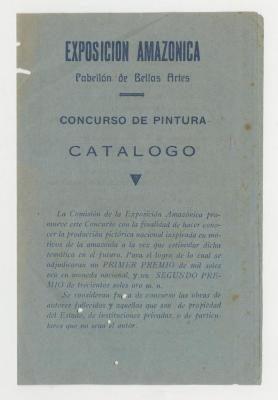 EXPOSICION AMAZONICA
Pabellón de Bellas Artes
CONCURSO DE PINTURA
CATALOGO
La Comisión de la Exposición Amazónica pro-
mueve este Concurso con la finalidad de hacer cono-
cer la producción pictórica nacional inspirada en mo-
tivos de la amazonía a la vez que estimular dicha
temática en el futuro. Para el logro de lo cual se
adjudicaran un PRIMER PREMIO de mil soles
oro en moneda nacional, y un SEGUNDO PRE-
MIO de trecientos soles oro m. n.
Se consideran fuera de concurso las obras de
autores fallecidos y aquellas que son de propiedad
del Estado, de instituciones privadas, o de particu-
lares que no sean el autor.